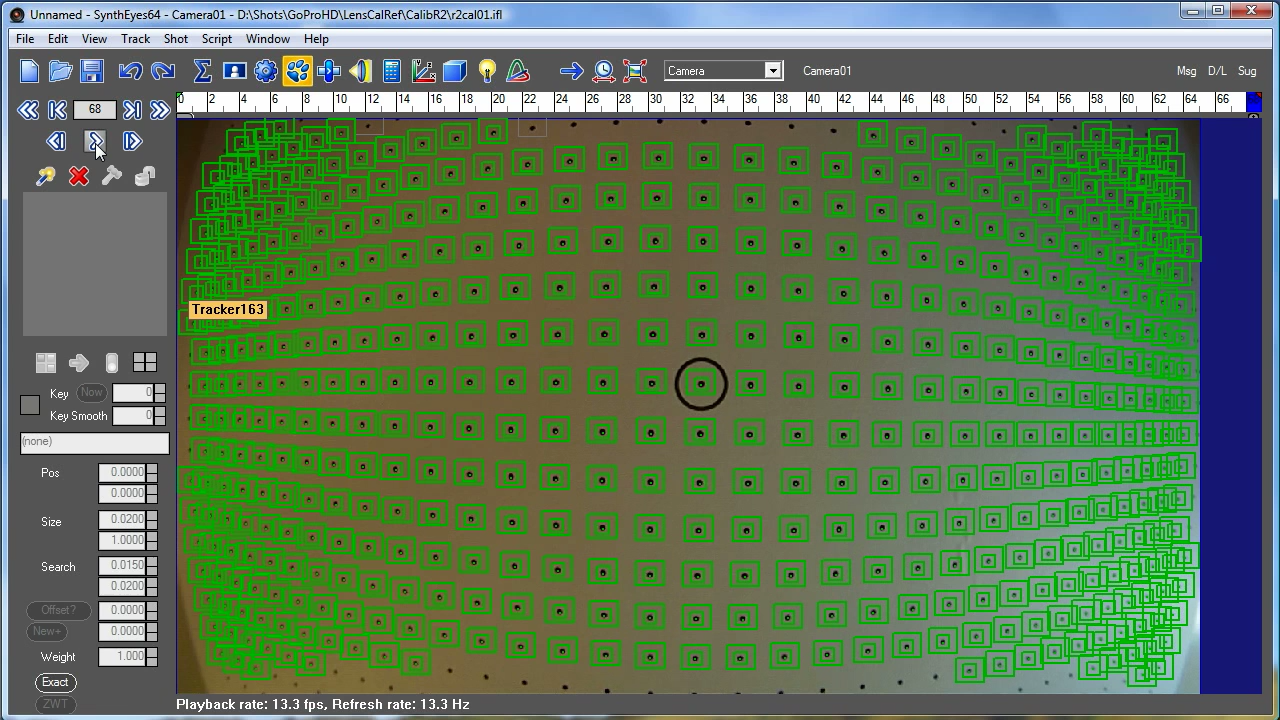 Unnamed - SynthEyes64 - Camera01 - D:\Shots\GoProHD\LensCalRef\CalibR2\r2cal01.ifl
File Edit View Track Shot Script Window Help
Camera Camera01 Msg D/L Sug
68 0 2 4 6 8 10 12 14 16 18 20 22 24 26 28 30 32 34 36 38 40 42 44 46 48 50 52 54 56 58 60 62 64 66
Tracker163
Key Now 0
Key Smooth 0
(none)
Pos 0.0000
0.0000
Size 0.0200
1.0000
Search 0.0150
0.0200
Offset? 0.0000
New+ 0.0000
Weight 1.000
Exact
ZWT
Playback rate: 13.3 fps, Refresh rate: 13.3 Hz